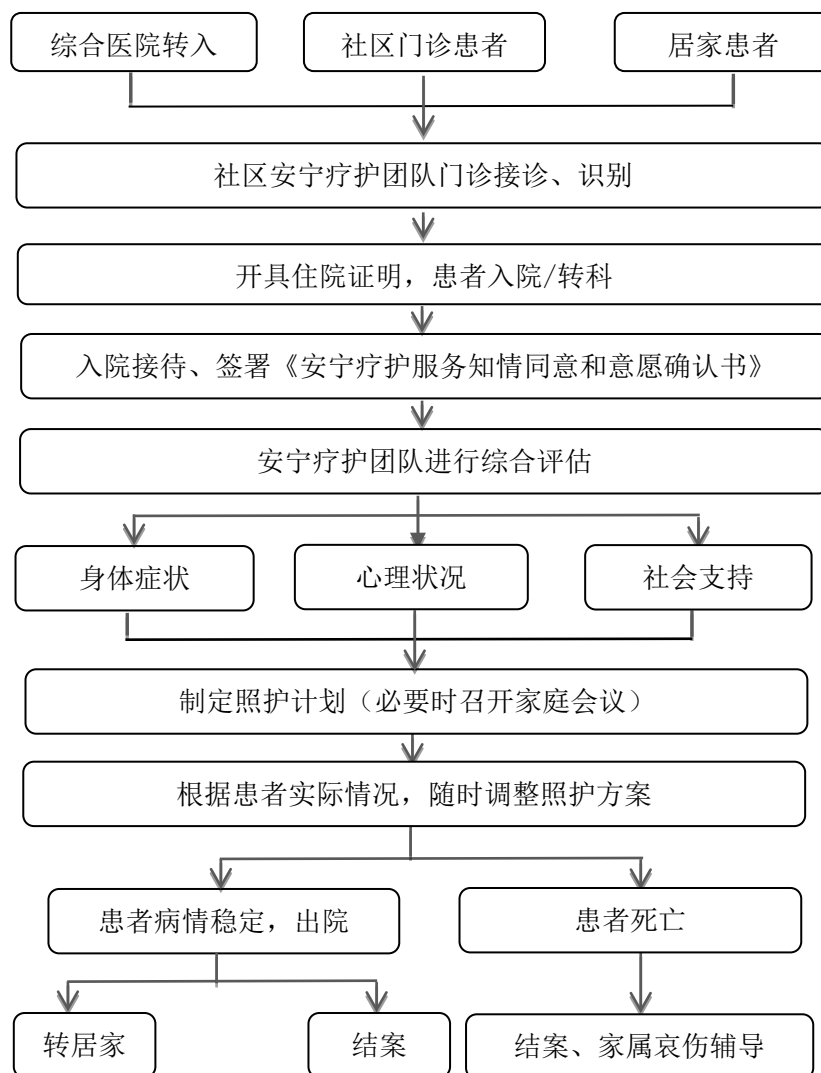 综合医院转入
社区门诊患者
居家患者
社区安宁疗护团队门诊接诊、识别
开具住院证明，患者入院/转科
入院接待、签署《安宁疗护服务知情同意和意愿确认书》
安宁疗护团队进行综合评估
身体症状
心理状况
社会支持
制定照护计划（必要时召开家庭会议）
根据患者实际情况，随时调整照护方案
患者病情稳定，出院
患者死亡
转居家
结案
结案、家属哀伤辅导